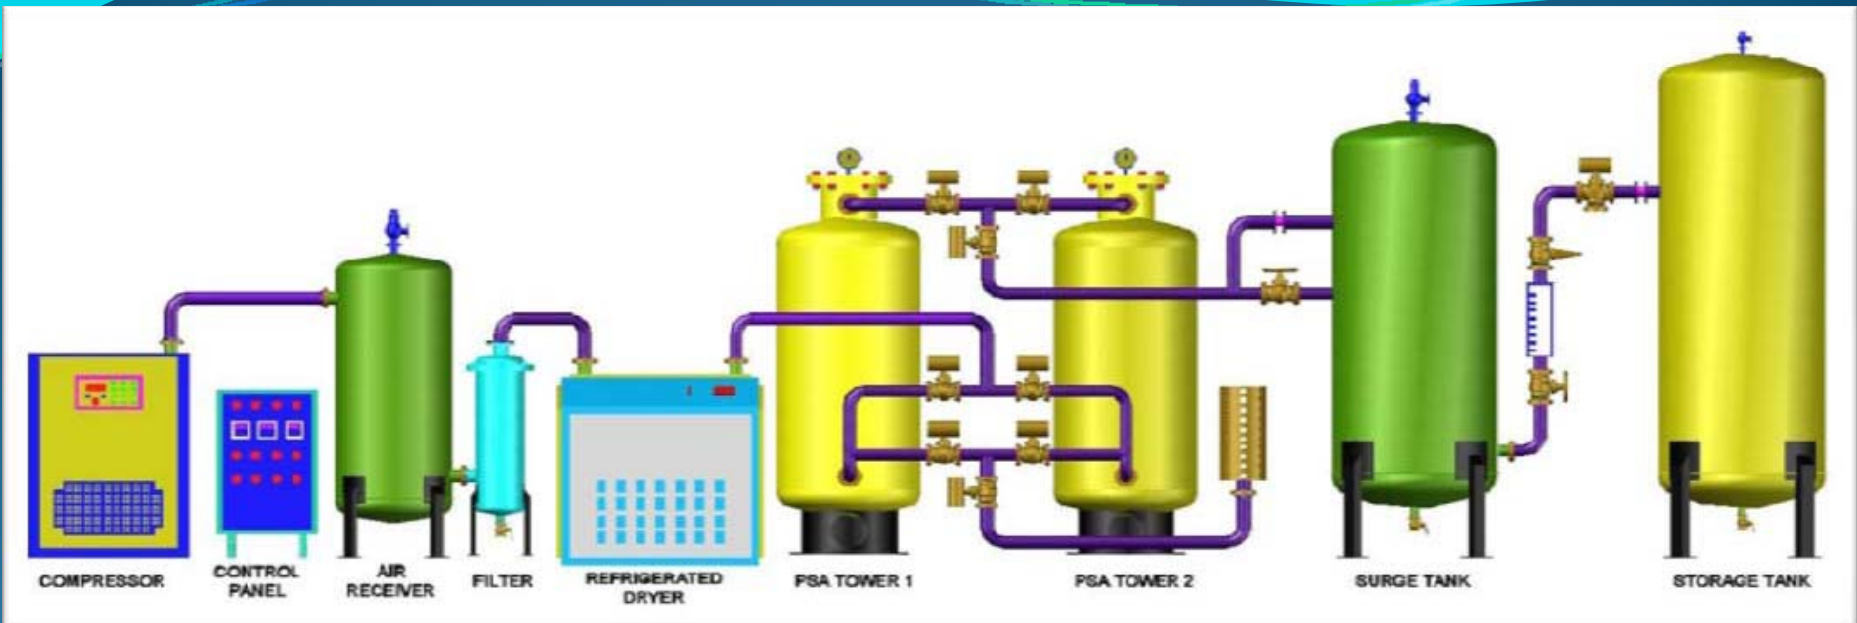 COMPRESSOR
CONTROL
PANEL
AIR
RECEIVER
FILTER
REFRIGERATED
DRYER
PSA TOWER 1
PSA TOWER 2
SURGE TANK
STORAGE TANK